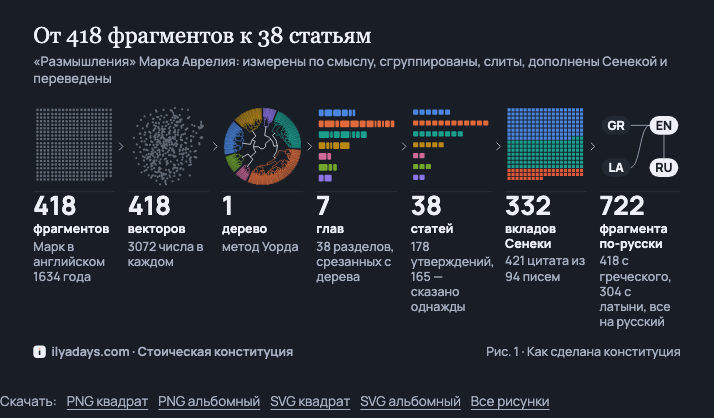 От 418 фрагментов к 38 статьям
«Размышления» Марка Аврелия: измерены по смыслу, сгруппированы, слиты, дополнены Сенекой и
переведены
GR
EN
LA
RU
418
фрагментов
Марк в
английском
1634 года
418
векторов
3072 числа в
каждом
1
дерево
метод Уорда
7
глав
38 разделов,
срезанных с
дерева
38
статей
178
утверждений,
165 —
сказано
однажды
332
вкладов
Сенеки
421 цитата из
94 писем
722
фрагмента
по-русски
418 с
греческого,
304 с
латыни, все
на русский
i ilyadays.com · Стоическая конституция
Рис. 1 · Как сделана конституция
Скачать: PNG квадрат PNG альбомный SVG квадрат SVG альбомный Все рисунки